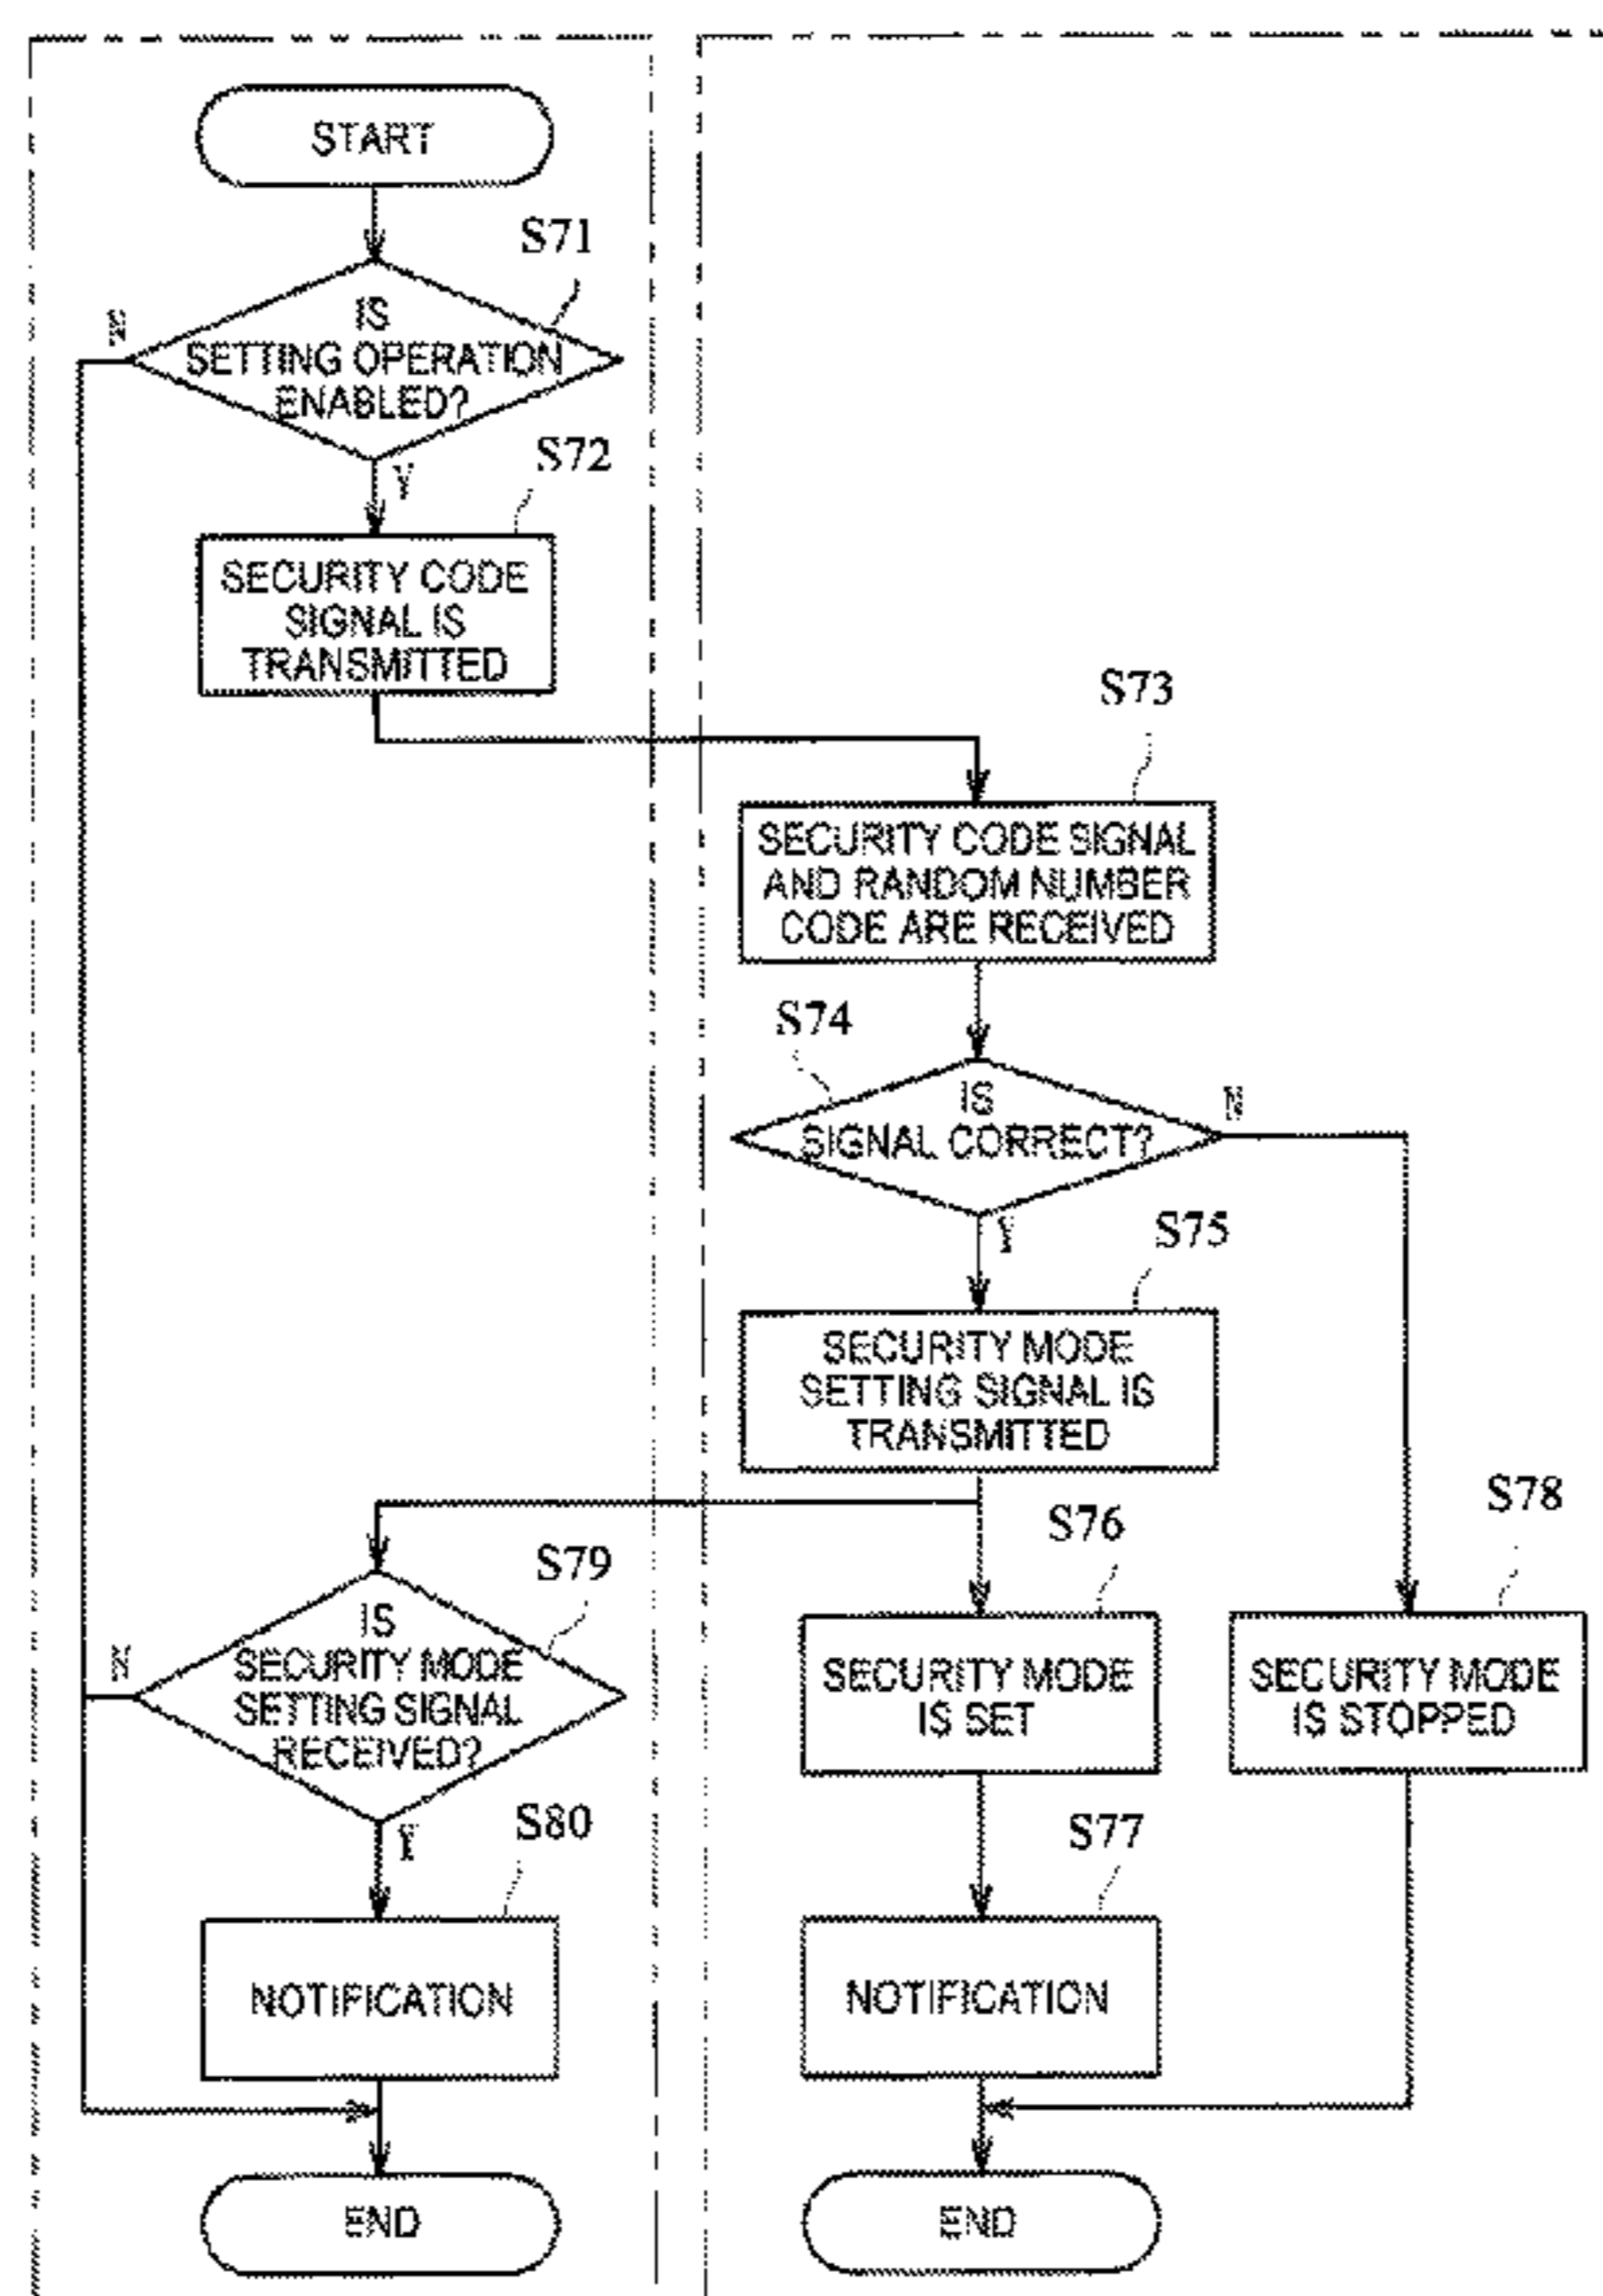 START
S71
N
IS
SETTING OPERATION
ENABLED?
Y
S72
SECURITY CODE
SIGNAL IS
TRANSMITTED
S73
SECURITY CODE SIGNAL
AND RANDOM NUMBER
CODE ARE RECEIVED
S74
IS
SIGNAL CORRECT?
N
Y
S75
SECURITY MODE
SETTING SIGNAL IS
TRANSMITTED
S79
IS
SECURITY MODE
SETTING SIGNAL
RECEIVED?
N
Y
S76
SECURITY MODE
IS SET
S78
SECURITY MODE
IS STOPPED
S80
NOTIFICATION
S77
NOTIFICATION
END
END